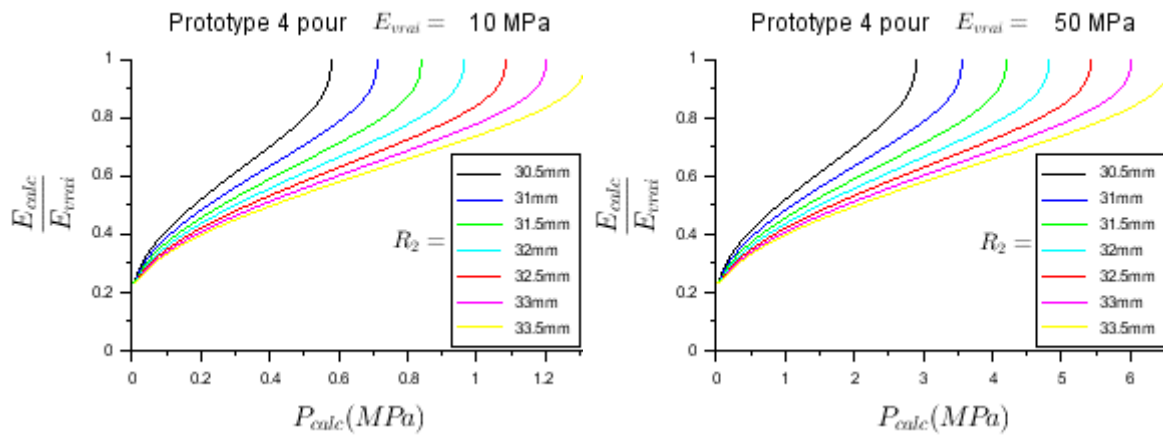 Prototype 4 pour E_vrai = 10 MPa
1
0.8
0.6
0.4
0.2
0
E_calc
E_vrai
R_2 =
30.5mm
31mm
31.5mm
32mm
32.5mm
33mm
33.5mm
0 0.2 0.4 0.6 0.8 1 1.2
P_calc(MPa)
Prototype 4 pour E_vrai = 50 MPa
1
0.8
0.6
0.4
0.2
0
E_calc
E_vrai
R_2 =
30.5mm
31mm
31.5mm
32mm
32.5mm
33mm
33.5mm
0 1 2 3 4 5 6
P_calc(MPa)